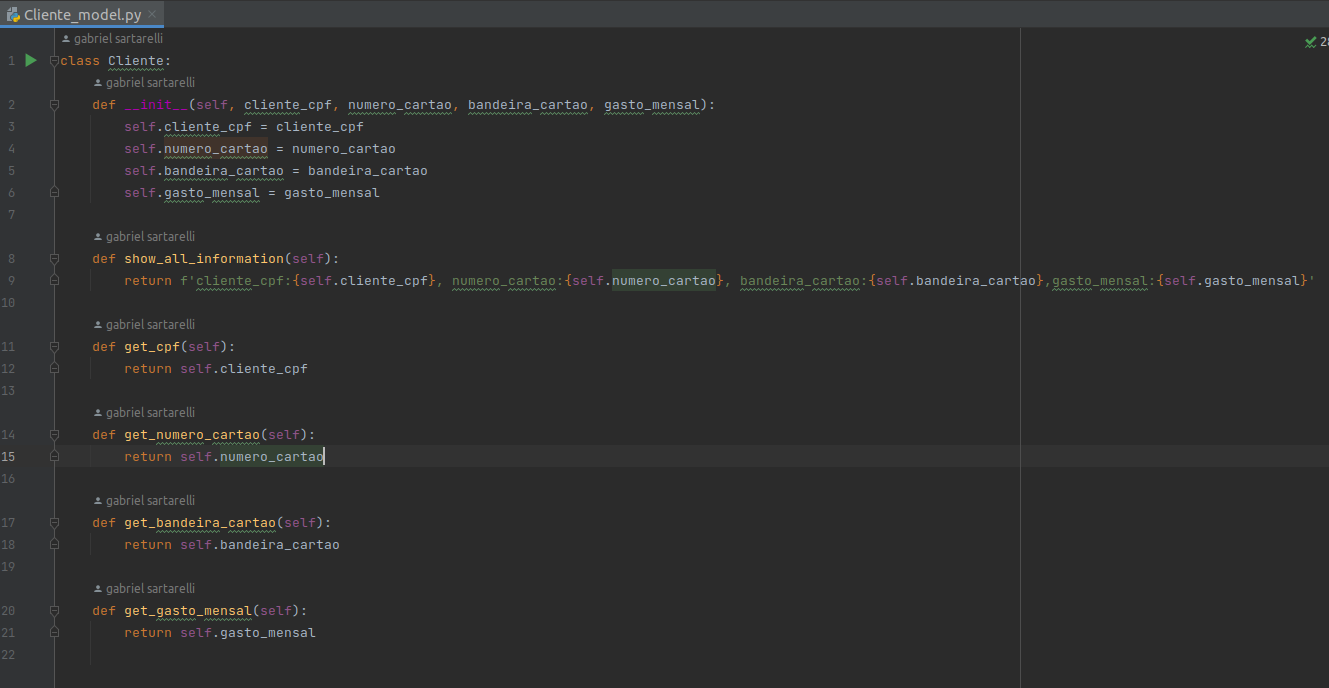 Cliente_model.py
gabriel sartarelli
1 class Cliente:
gabriel sartarelli
2     def __init__(self, cliente_cpf, numero_cartao, bandeira_cartao, gasto_mensal):
3         self.cliente_cpf = cliente_cpf
4         self.numero_cartao = numero_cartao
5         self.bandeira_cartao = bandeira_cartao
6         self.gasto_mensal = gasto_mensal
7
gabriel sartarelli
8     def show_all_information(self):
9         return f'cliente_cpf:{self.cliente_cpf}, numero_cartao:{self.numero_cartao}, bandeira_cartao:{self.bandeira_cartao},gasto_mensal:{self.gasto_mensal}'
10
gabriel sartarelli
11     def get_cpf(self):
12         return self.cliente_cpf
13
gabriel sartarelli
14     def get_numero_cartao(self):
15         return self.numero_cartao
16
gabriel sartarelli
17     def get_bandeira_cartao(self):
18         return self.bandeira_cartao
19
gabriel sartarelli
20     def get_gasto_mensal(self):
21         return self.gasto_mensal
22